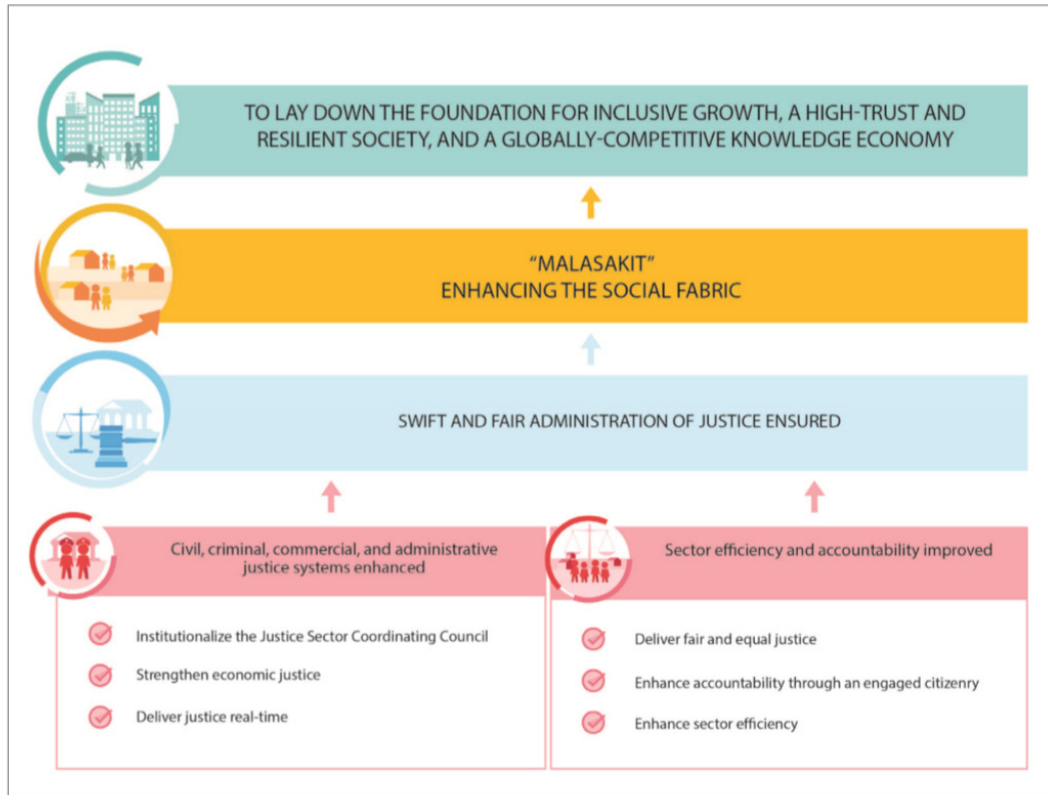 TO LAY DOWN THE FOUNDATION FOR INCLUSIVE GROWTH, A HIGH-TRUST AND
RESILIENT SOCIETY, AND A GLOBALLY-COMPETITIVE KNOWLEDGE ECONOMY
“MALASAKIT”
ENHANCING THE SOCIAL FABRIC
SWIFT AND FAIR ADMINISTRATION OF JUSTICE ENSURED
Civil, criminal, commercial, and administrative
justice systems enhanced
Institutionalize the Justice Sector Coordinating Council
Strengthen economic justice
Deliver justice real-time
Sector efficiency and accountability improved
Deliver fair and equal justice
Enhance accountability through an engaged citizenry
Enhance sector efficiency